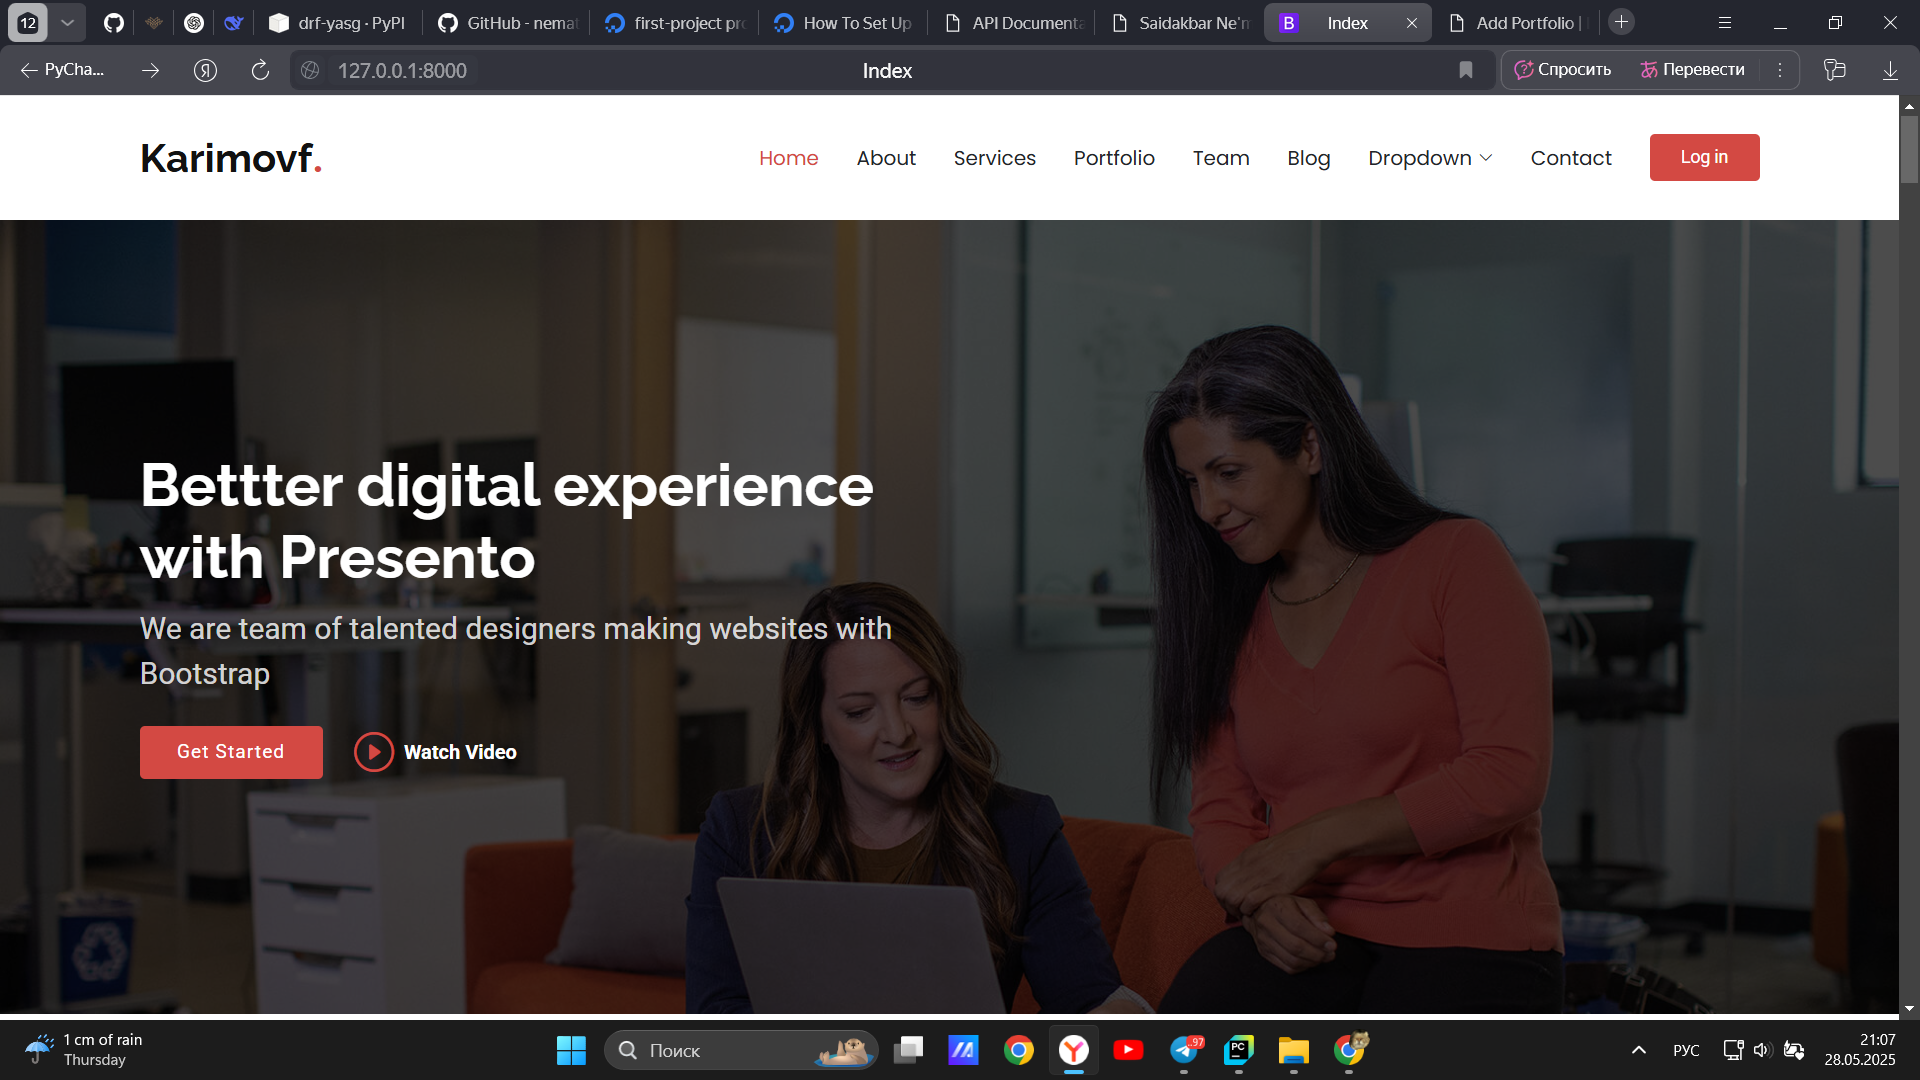 12
drf-yasg · PyPI
GitHub - nemat
first-project pro
How To Set Up
API Documenta
Saidakbar Ne'm
B
Index
Add Portfolio |
PyCha...
Я
127.0.0.1:8000
Index
Спросить
Перевести
Karimovf.
Home
About
Services
Portfolio
Team
Blog
Dropdown
Contact
Log in
Bettter digital experience
with Presento
We are team of talented designers making websites with
Bootstrap
Get Started
Watch Video
1 cm of rain
Thursday
Поиск
97
PC
РУС
21:07
28.05.2025